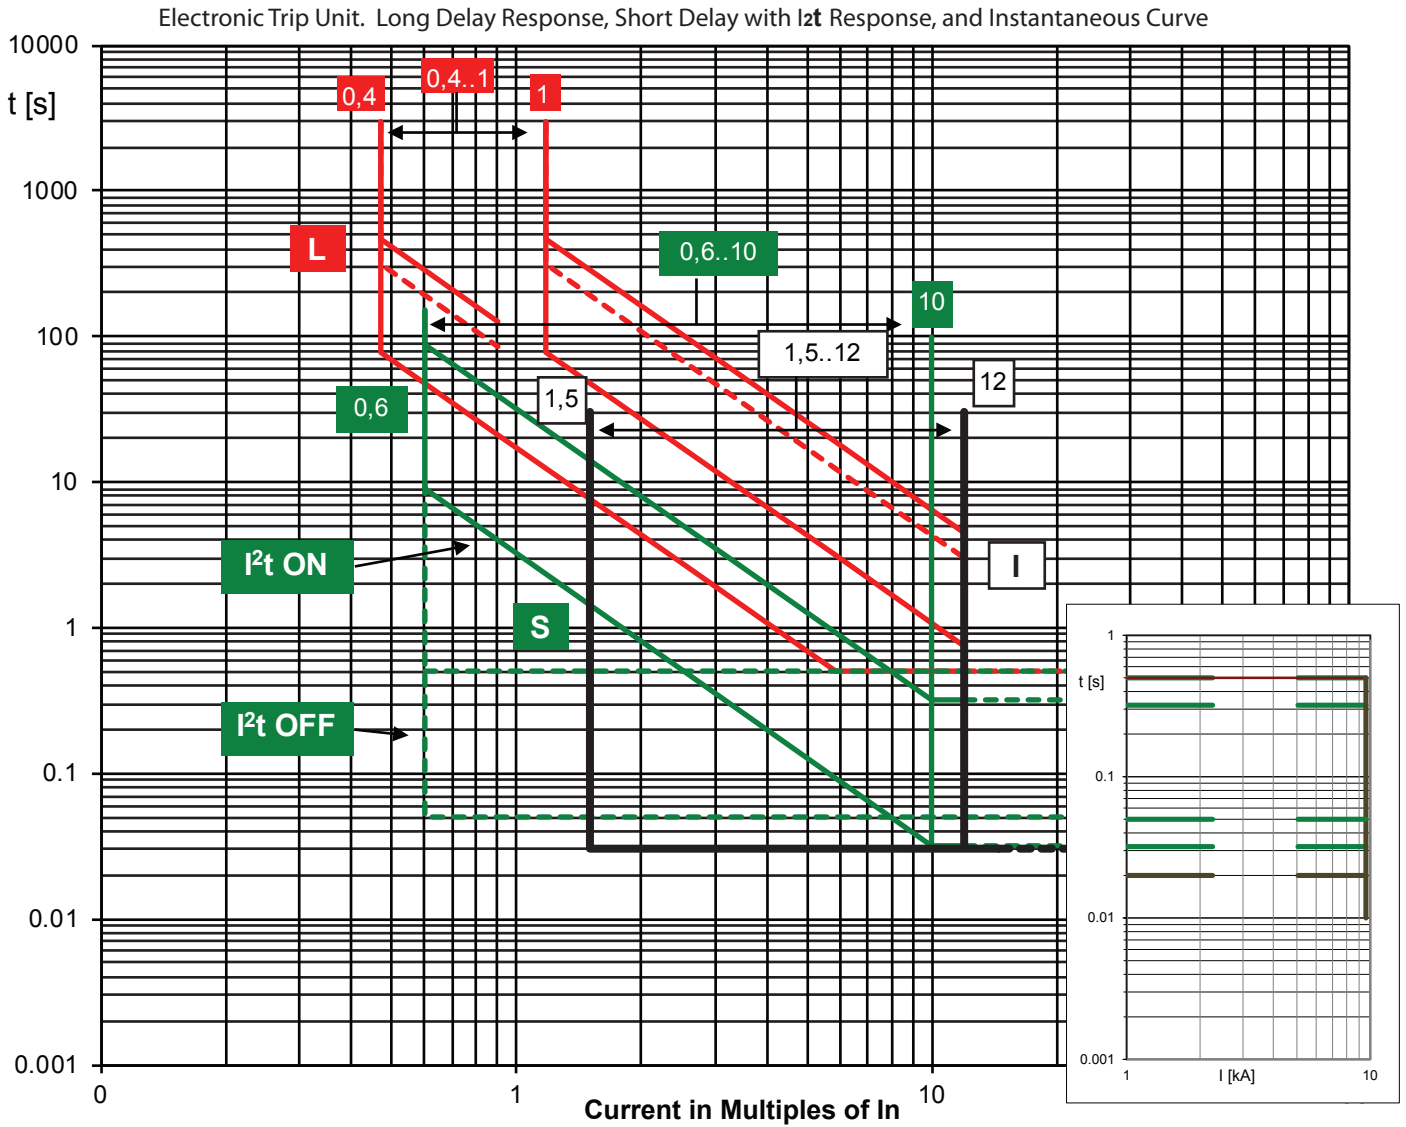 Electronic Trip Unit. Long Delay Response, Short Delay with I2t Response, and Instantaneous Curve
10000
t [s]
0,4
0,4..1
1
1000
L
0,6..10
10
100
1,5..12
12
1,5
0,6
10
I²t ON
I
S
1
I²t OFF
0.1
0.01
0.001
0
1
10
Current in Multiples of In
1
t [s]
0.1
0.01
0.001
1
I [kA]
10